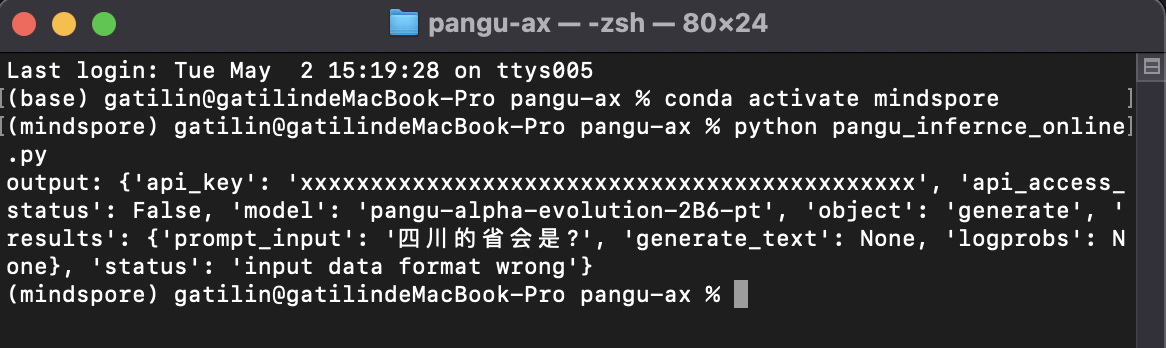 pangu-ax — -zsh — 80×24
Last login: Tue May  2 15:19:28 on ttys005
(base) gatilin@gatilindeMacBook-Pro pangu-ax % conda activate mindspore
(mindspore) gatilin@gatilindeMacBook-Pro pangu-ax % python pangu_infernce_online
.py
output: {'api_key': 'xxxxxxxxxxxxxxxxxxxxxxxxxxxxxxxxxxxxxxxxxxxx', 'api_access_
status': False, 'model': 'pangu-alpha-evolution-2B6-pt', 'object': 'generate', '
results': {'prompt_input': '四川的省会是?', 'generate_text': None, 'logprobs': N
one}, 'status': 'input data format wrong'}
(mindspore) gatilin@gatilindeMacBook-Pro pangu-ax %